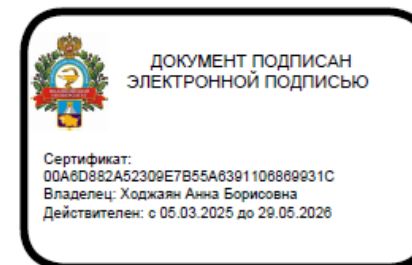 ДОКУМЕНТ ПОДПИСАН
ЭЛЕКТРОННОЙ ПОДПИСЬЮ
Сертификат:
00A6D882A52309E7B55A6391106869931C
Владелец: Ходжаян Анна Борисовна
Действителен: с 05.03.2025 до 29.05.2026